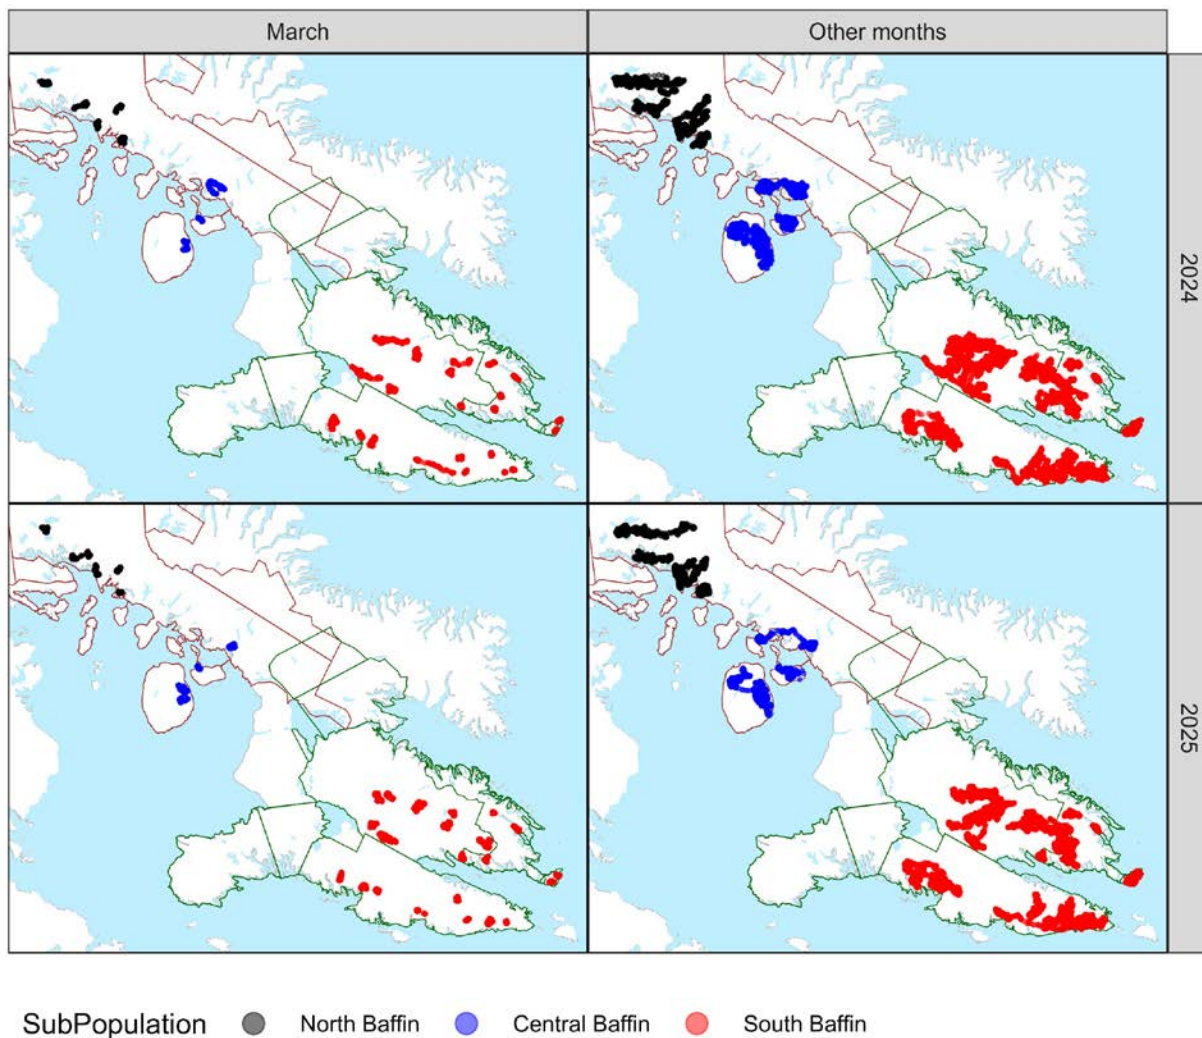 March
Other months
2024
2025
SubPopulation North Baffin Central Baffin South Baffin